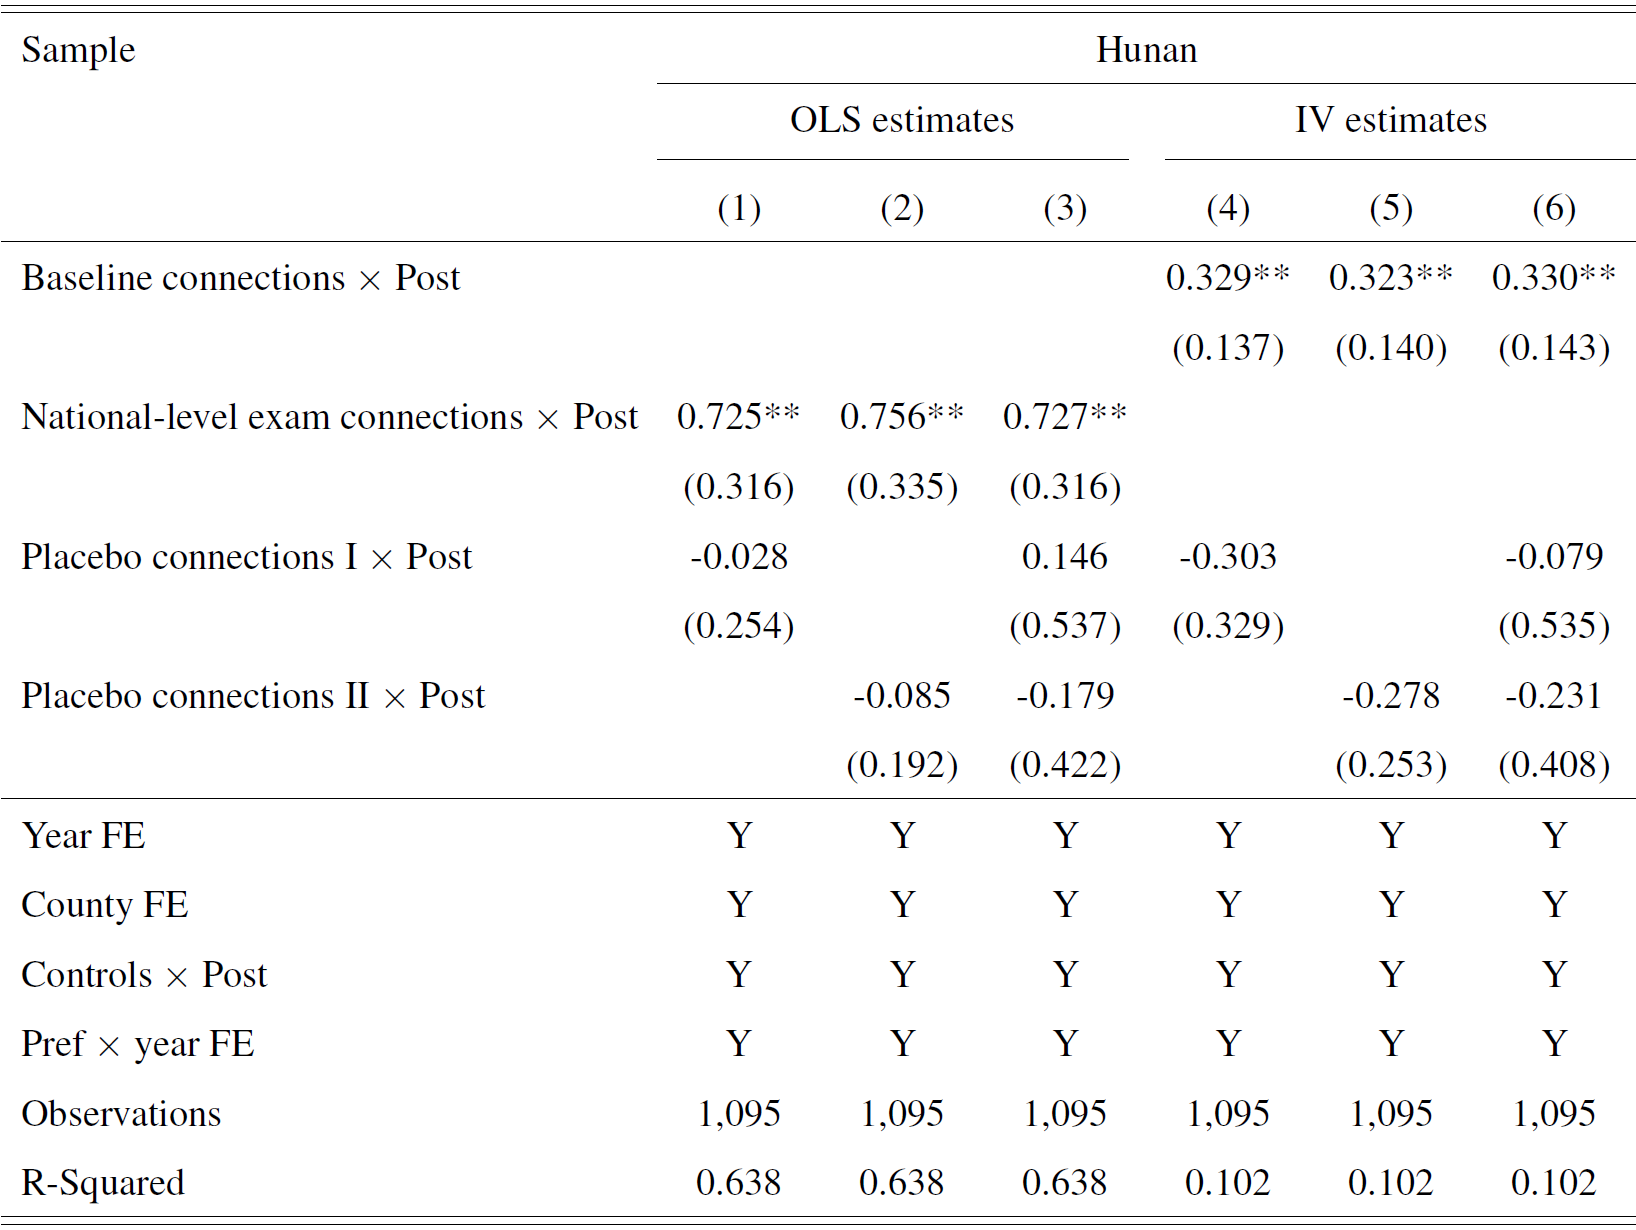 Sample Hunan
OLS estimates IV estimates
(1) (2) (3) (4) (5) (6)
Baseline connections × Post 0.329** 0.323** 0.330**
(0.137) (0.140) (0.143)
National-level exam connections × Post 0.725** 0.756** 0.727**
(0.316) (0.335) (0.316)
Placebo connections I × Post -0.028 0.146 -0.303 -0.079
(0.254) (0.537) (0.329) (0.535)
Placebo connections II × Post -0.085 -0.179 -0.278 -0.231
(0.192) (0.422) (0.253) (0.408)
Year FE Y Y Y Y Y Y
County FE Y Y Y Y Y Y
Controls × Post Y Y Y Y Y Y
Pref × year FE Y Y Y Y Y Y
Observations 1,095 1,095 1,095 1,095 1,095 1,095
R-Squared 0.638 0.638 0.638 0.102 0.102 0.102